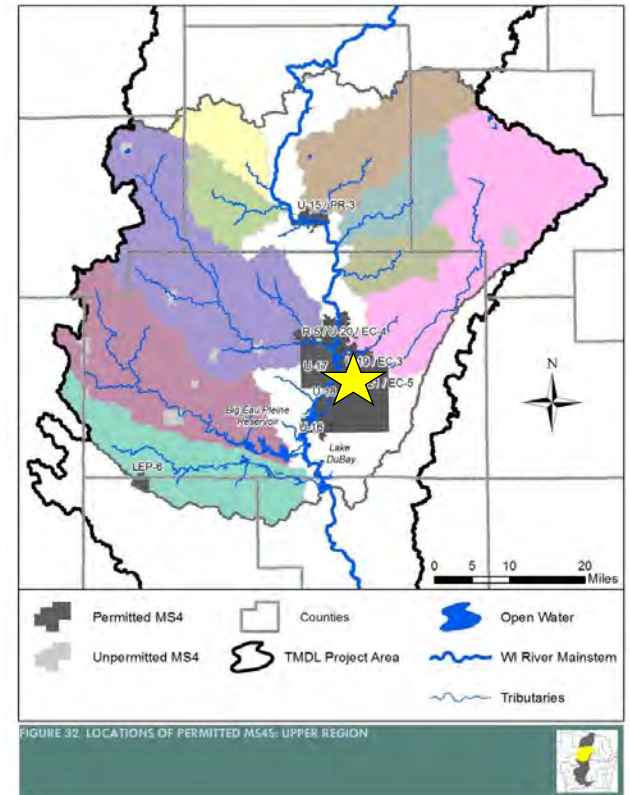 U-15 / PR-3
R-5 / U-20 / EC-4
U-19 / EC-3
U-17
21 / EC-5
U-18
Big Eau Pleine
Reservoir
U-16
Lake
DuBay
LEP-6
N
0 5 10 20
Miles
Permitted MS4
Counties
Open Water
Unpermitted MS4
TMDL Project Area
WI River Mainstem
Tributaries
FIGURE 32. LOCATIONS OF PERMITTED MS4S: UPPER REGION